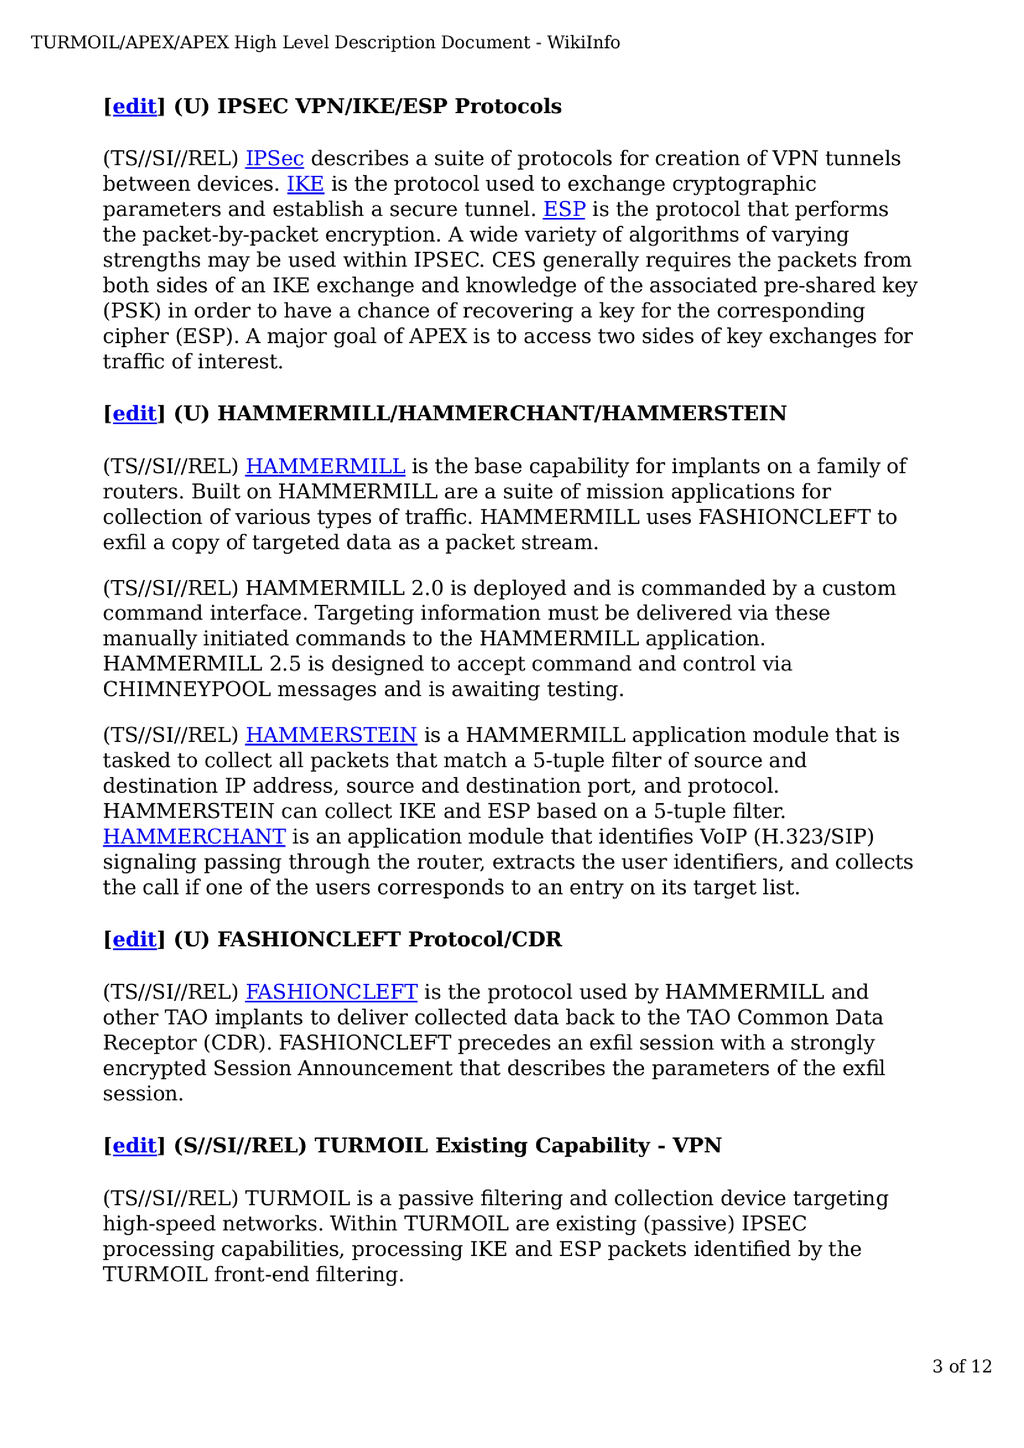 TURMOIL/APEX/APEX High Level Description Document - WikiInfo
[edit] (U) IPSEC VPN/IKE/ESP Protocols
(TS//SI//REL) IPSec describes a suite of protocols for creation of VPN tunnels
between devices. IKE is the protocol used to exchange cryptographic
parameters and establish a secure tunnel. ESP is the protocol that performs
the packet-by-packet encryption. A wide variety of algorithms of varying
strengths may be used within IPSEC. CES generally requires the packets from
both sides of an IKE exchange and knowledge of the associated pre-shared key
(PSK) in order to have a chance of recovering a key for the corresponding
cipher (ESP). A major goal of APEX is to access two sides of key exchanges for
traffic of interest.
[edit] (U) HAMMERMILL/HAMMERCHANT/HAMMERSTEIN
(TS//SI//REL) HAMMERMILL is the base capability for implants on a family of
routers. Built on HAMMERMILL are a suite of mission applications for
collection of various types of traffic. HAMMERMILL uses FASHIONCLEFT to
exfil a copy of targeted data as a packet stream.
(TS//SI//REL) HAMMERMILL 2.0 is deployed and is commanded by a custom
command interface. Targeting information must be delivered via these
manually initiated commands to the HAMMERMILL application.
HAMMERMILL 2.5 is designed to accept command and control via
CHIMNEYPOOL messages and is awaiting testing.
(TS//SI//REL) HAMMERSTEIN is a HAMMERMILL application module that is
tasked to collect all packets that match a 5-tuple filter of source and
destination IP address, source and destination port, and protocol.
HAMMERSTEIN can collect IKE and ESP based on a 5-tuple filter.
HAMMERCHANT is an application module that identifies VoIP (H.323/SIP)
signaling passing through the router, extracts the user identifiers, and collects
the call if one of the users corresponds to an entry on its target list.
[edit] (U) FASHIONCLEFT Protocol/CDR
(TS//SI//REL) FASHIONCLEFT is the protocol used by HAMMERMILL and
other TAO implants to deliver collected data back to the TAO Common Data
Receptor (CDR). FASHIONCLEFT precedes an exfil session with a strongly
encrypted Session Announcement that describes the parameters of the exfil
session.
[edit] (S//SI//REL) TURMOIL Existing Capability - VPN
(TS//SI//REL) TURMOIL is a passive filtering and collection device targeting
high-speed networks. Within TURMOIL are existing (passive) IPSEC
processing capabilities, processing IKE and ESP packets identified by the
TURMOIL front-end filtering.
3 of 12